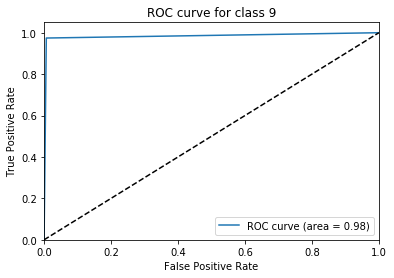 ROC curve for class 9
True Positive Rate
1.0
0.8
0.6
0.4
0.2
0.0
ROC curve (area = 0.98)
0.0 0.2 0.4 0.6 0.8 1.0
False Positive Rate